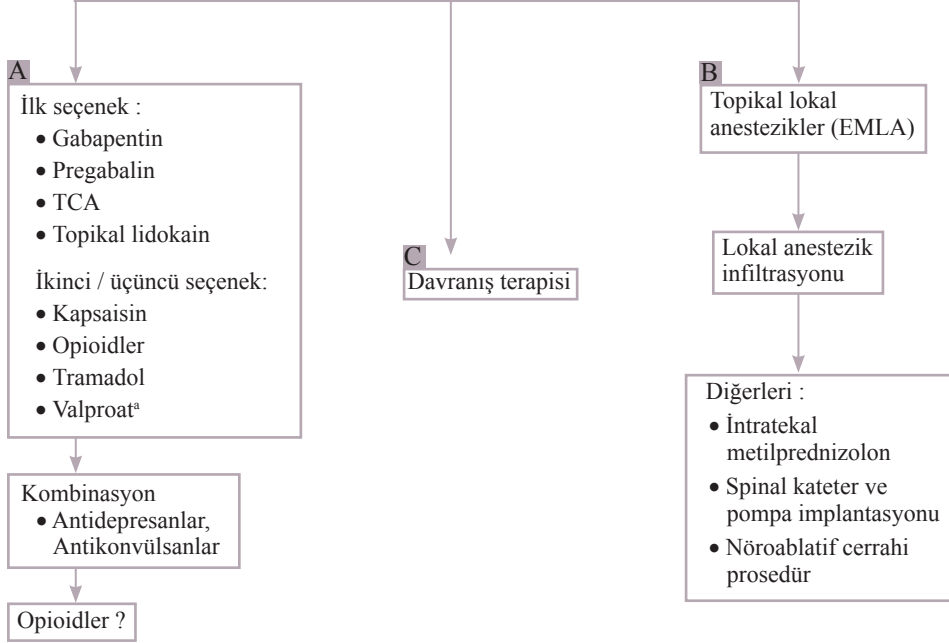 A
İlk seçenek :
• Gabapentin
• Pregabalin
• TCA
• Topikal lidokain
İkinci / üçüncü seçenek:
• Kapsaisin
• Opioidler
• Tramadol
• Valproatª
Kombinasyon
• Antidepresanlar,
Antikonvülsanlar
Opioidler ?
C
Davranış terapisi
B
Topikal lokal
anestezikler (EMLA)
Lokal anestezik
infiltrasyonu
Diğerleri :
• İntratekal
metilprednizolon
• Spinal kateter ve
pompa implantasyonu
• Nöroablatif cerrahi
prosedür